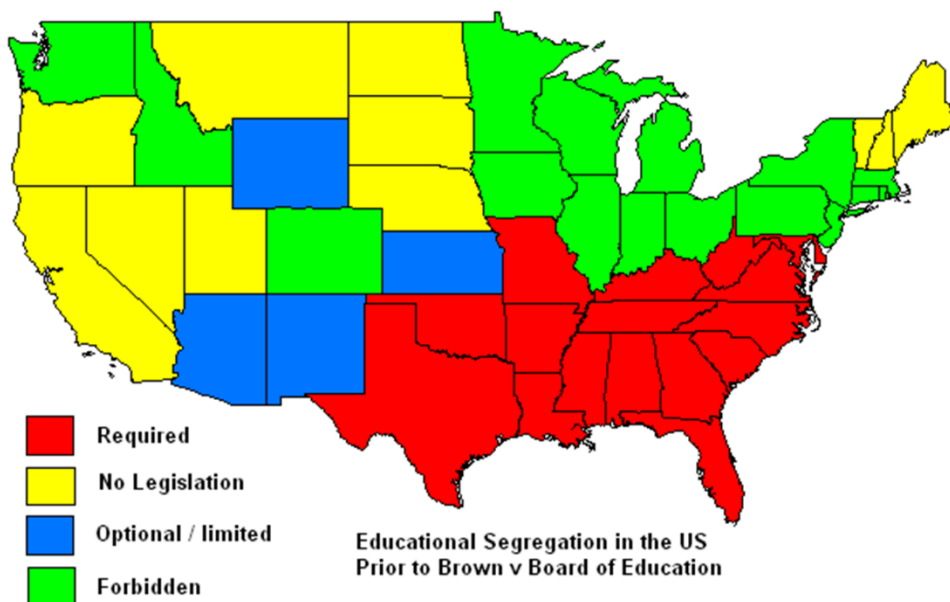 Required
No Legislation
Optional / limited
Forbidden
Educational Segregation in the US
Prior to Brown v Board of Education